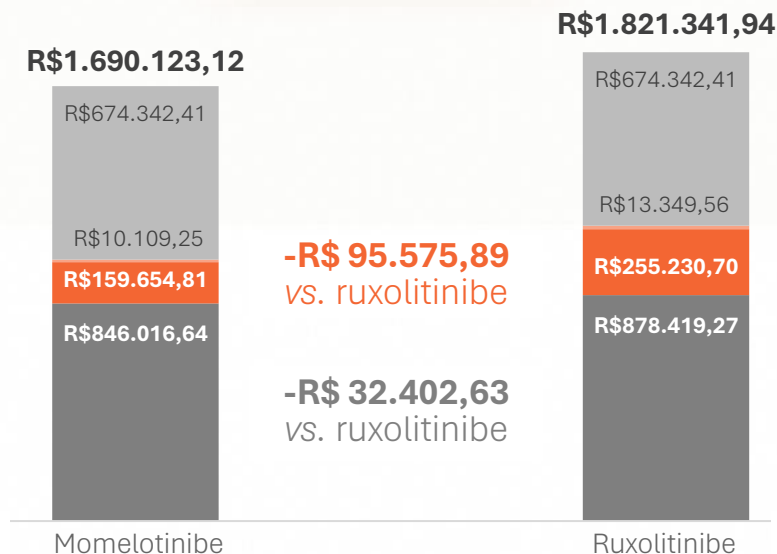 R$1.821.341,94
R$1.690.123,12
R$674.342,41
R$674.342,41
R$10.109,25
R$13.349,56
-R$ 95.575,89
vs. ruxolitinibe
R$159.654,81
R$255.230,70
R$846.016,64
R$878.419,27
-R$ 32.402,63
vs. ruxolitinibe
Momelotinibe
Ruxolitinibe